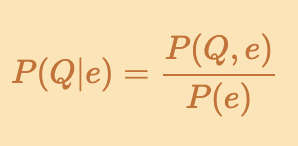 P(Q|e) = P(Q, e) / P(e)